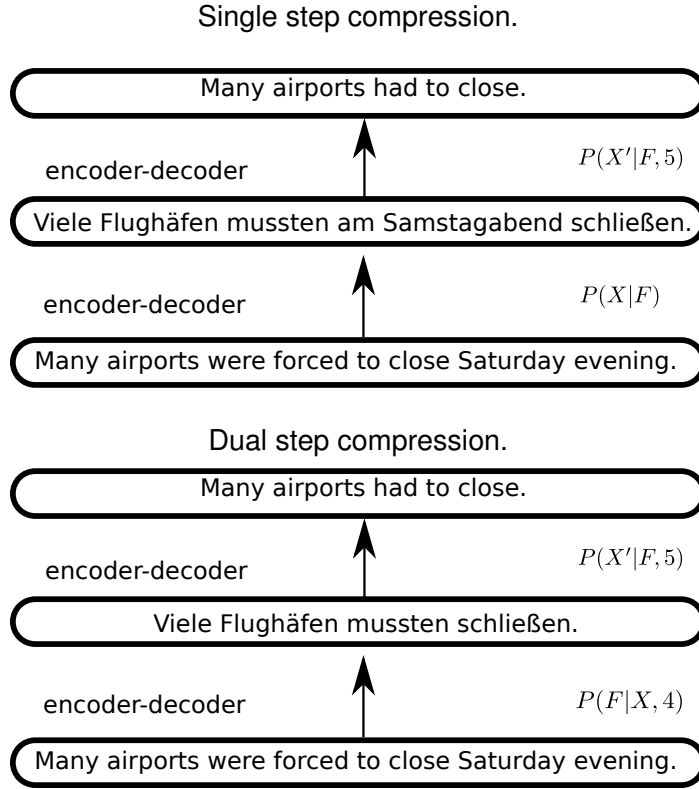 Single step compression.
Many airports had to close.
encoder-decoder P(X'|F, 5)
Viele Flughäfen mussten am Samstagabend schließen.
encoder-decoder P(X|F)
Many airports were forced to close Saturday evening.
Dual step compression.
Many airports had to close.
encoder-decoder P(X'|F, 5)
Viele Flughäfen mussten schließen.
encoder-decoder P(F|X, 4)
Many airports were forced to close Saturday evening.